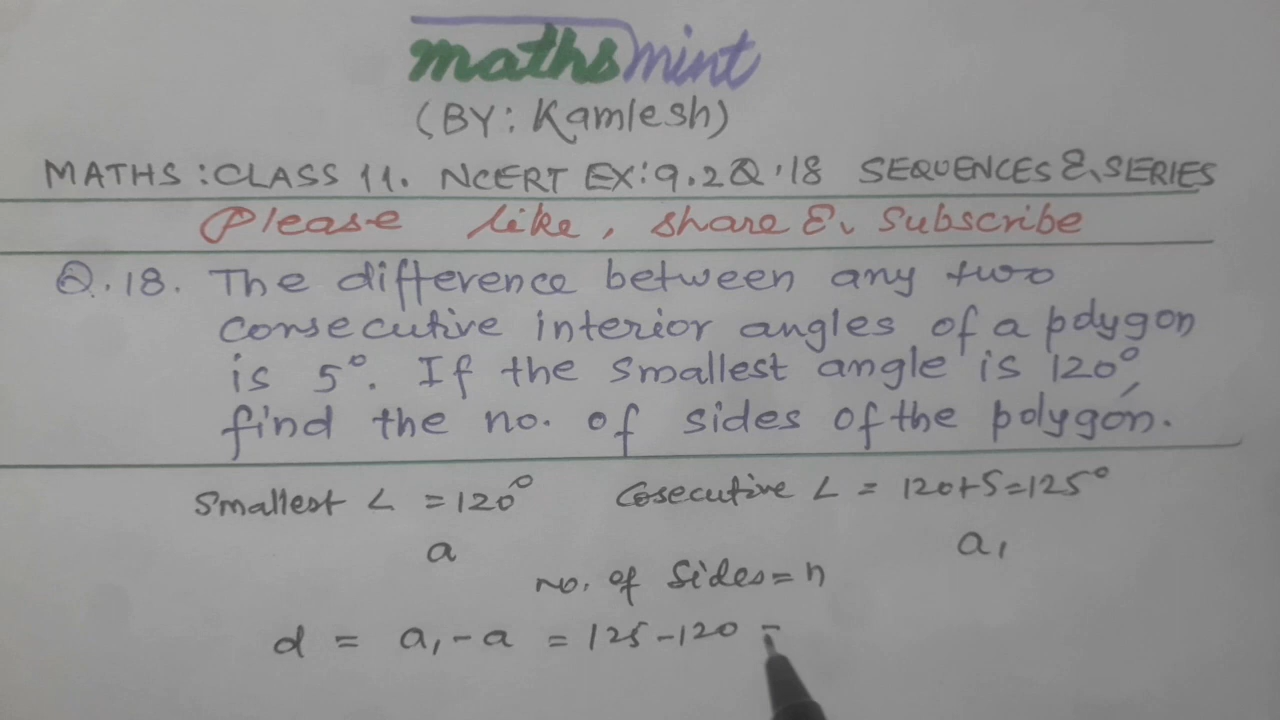 mathsmint
(BY: Kamlesh)
MATHS : CLASS 11. NCERT EX: 9.2 Q.18 SEQUENCES & SERIES
Please like, share & Subscribe
Q.18. The difference between any two
consecutive interior angles of a polygon
is 5°. If the smallest angle is 120°,
find the no. of sides of the polygon.
Smallest ∠ = 120° Cosecutive ∠ = 120+5=125°
a a₁
no. of Sides = n
d = a₁ - a = 125 - 120 =